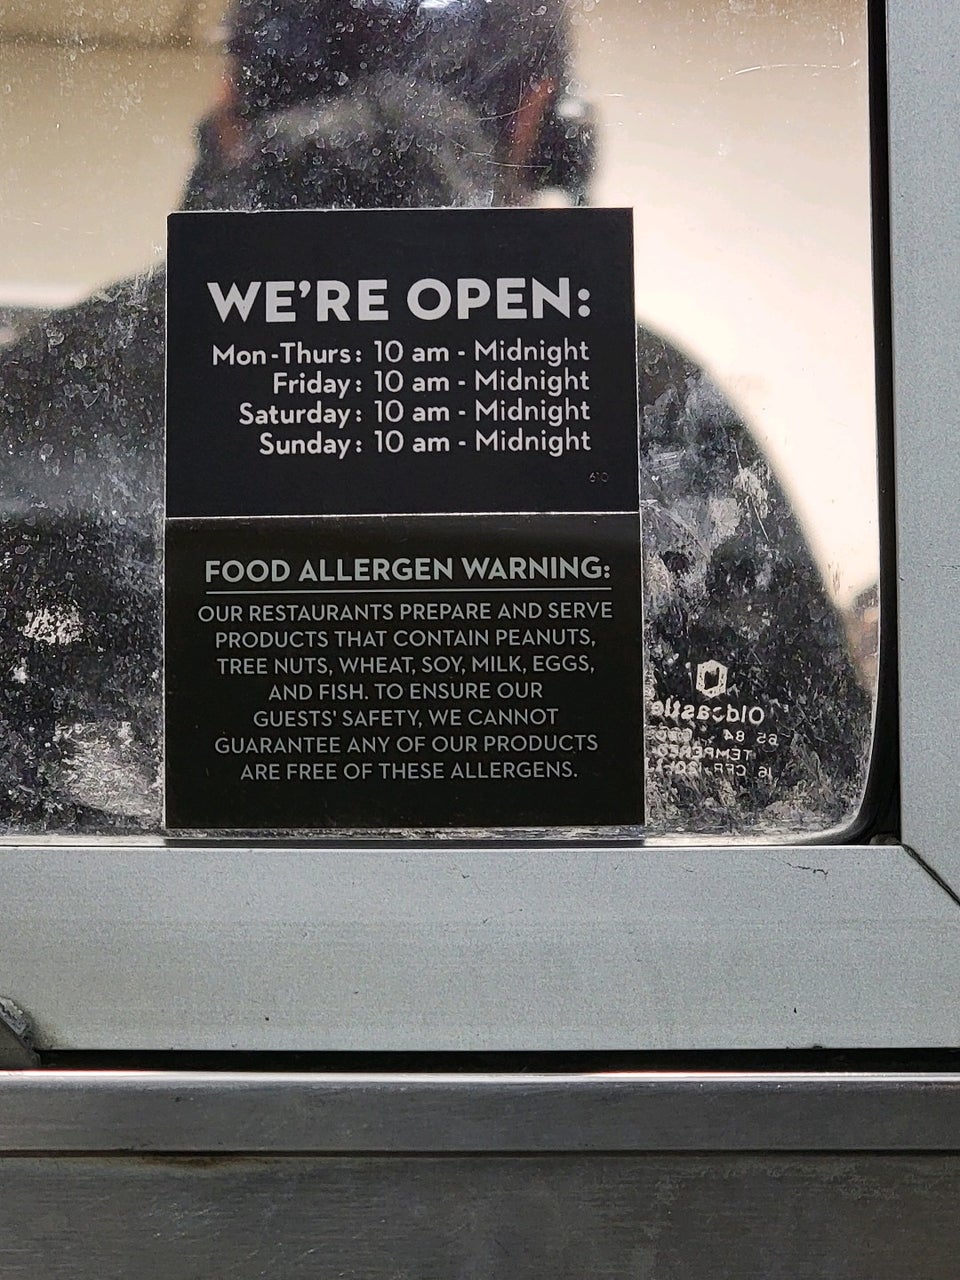 WE'RE OPEN:
Mon-Thurs: 10 am - Midnight
Friday: 10 am - Midnight
Saturday: 10 am - Midnight
Sunday: 10 am - Midnight
610
FOOD ALLERGEN WARNING:
OUR RESTAURANTS PREPARE AND SERVE
PRODUCTS THAT CONTAIN PEANUTS,
TREE NUTS, WHEAT, SOY, MILK, EGGS,
AND FISH. TO ENSURE OUR
GUESTS' SAFETY, WE CANNOT
GUARANTEE ANY OF OUR PRODUCTS
ARE FREE OF THESE ALLERGENS.
Oldcastle
TEMPERED